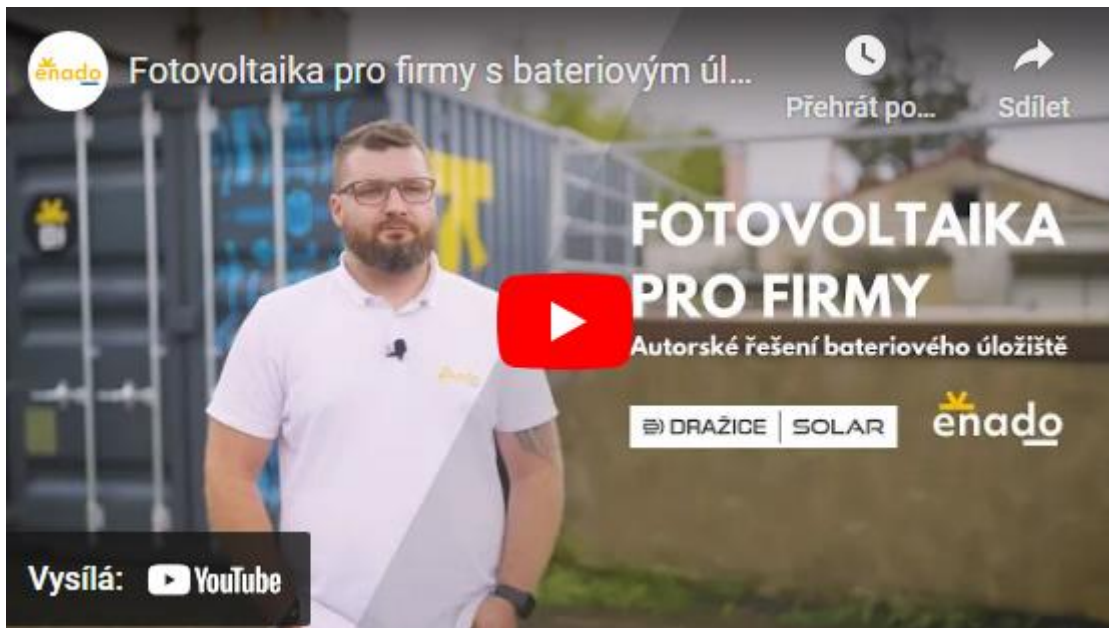 enado
Fotovoltaika pro firmy s bateriovým úl...
Přehrát po...
Sdílet
FOTOVOLTAIKA
PRO FIRMY
Autorské řešení bateriového úložiště
DRAŽICE | SOLAR
enado
enado
Vysílá: YouTube